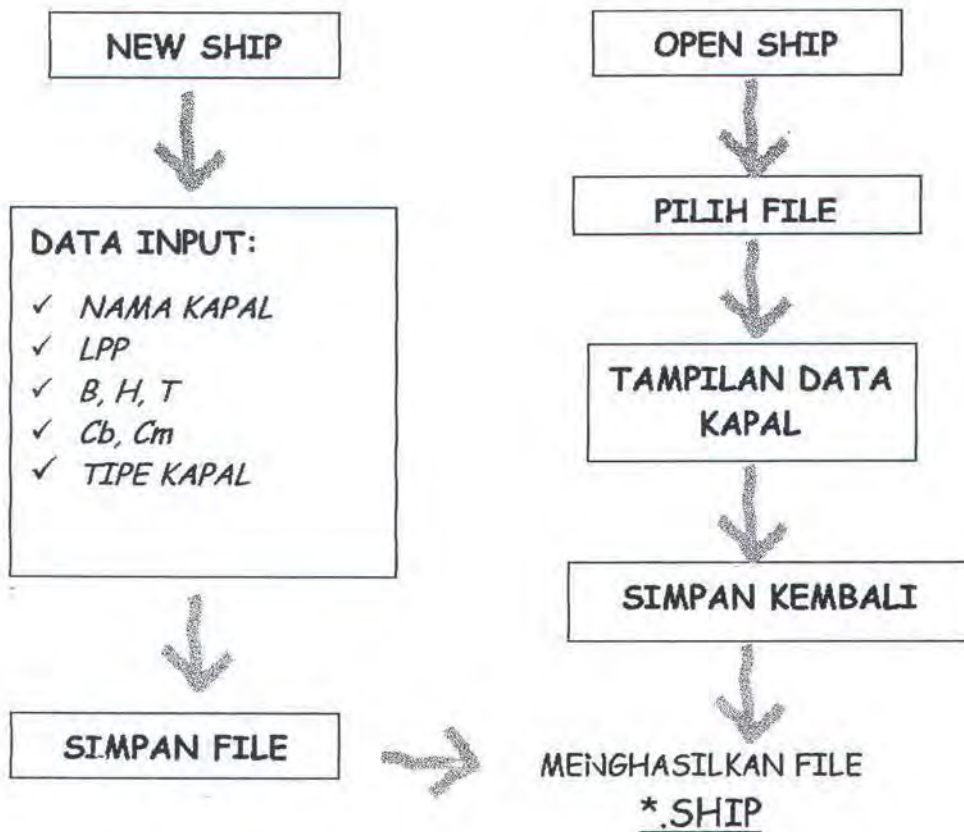 NEW SHIP
DATA INPUT:
✓ NAMA KAPAL
✓ LPP
✓ B, H, T
✓ Cb, Cm
✓ TIPE KAPAL
SIMPAN FILE
OPEN SHIP
PILIH FILE
TAMPILAN DATA
KAPAL
SIMPAN KEMBALI
MENGHASILKAN FILE
*.SHIP